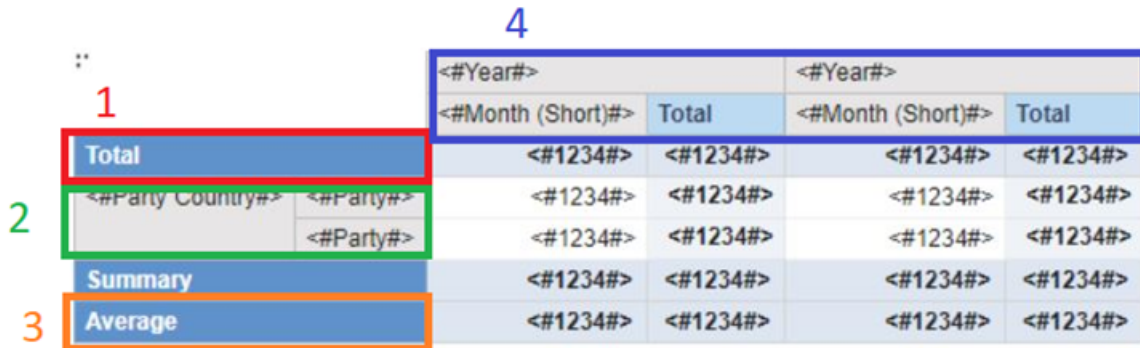 4
<#Year#> <#Year#>
1
<#Month (Short)#> Total <#Month (Short)#> Total
Total <#1234#> <#1234#> <#1234#> <#1234#>
2
<#Party Country#> <#Party#> <#1234#> <#1234#> <#1234#> <#1234#>
<#Party#> <#1234#> <#1234#> <#1234#> <#1234#>
Summary <#1234#> <#1234#> <#1234#> <#1234#>
3 Average <#1234#> <#1234#> <#1234#> <#1234#>